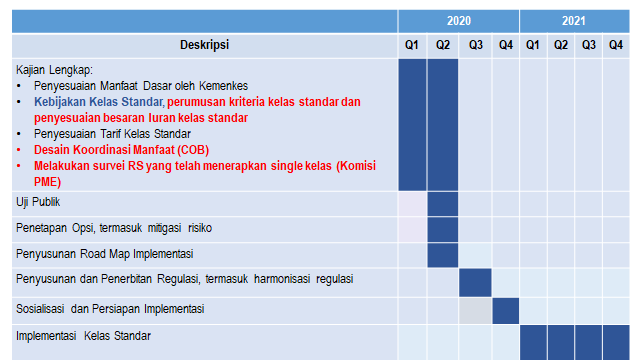 2020 2021
Deskripsi Q1 Q2 Q3 Q4 Q1 Q2 Q3 Q4
Kajian Lengkap:
• Penyesuaian Manfaat Dasar oleh Kemenkes
• Kebijakan Kelas Standar, perumusan kriteria kelas standar dan
penyesuaian besaran Iuran kelas standar
• Penyesuaian Tarif Kelas Standar
• Desain Koordinasi Manfaat (COB)
• Melakukan survei RS yang telah menerapkan single kelas (Komisi
PME)
Uji Publik
Penetapan Opsi, termasuk mitigasi risiko
Penyusunan Road Map Implementasi
Penyusunan dan Penerbitan Regulasi, termasuk harmonisasi regulasi
Sosialisasi dan Persiapan Implementasi
Implementasi Kelas Standar